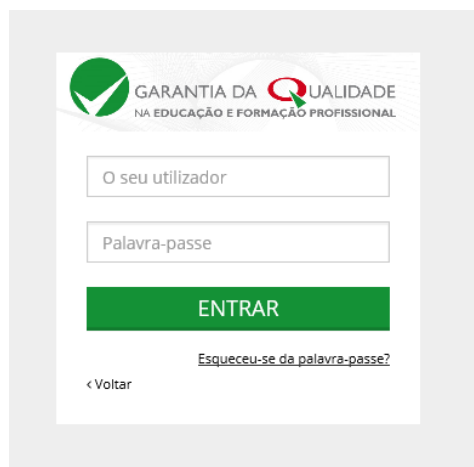 GARANTIA DA QUALIDADE
NA EDUCAÇÃO E FORMAÇÃO PROFISSIONAL
O seu utilizador
Palavra-passe
ENTRAR
Esqueceu-se da palavra-passe?
‹ Voltar